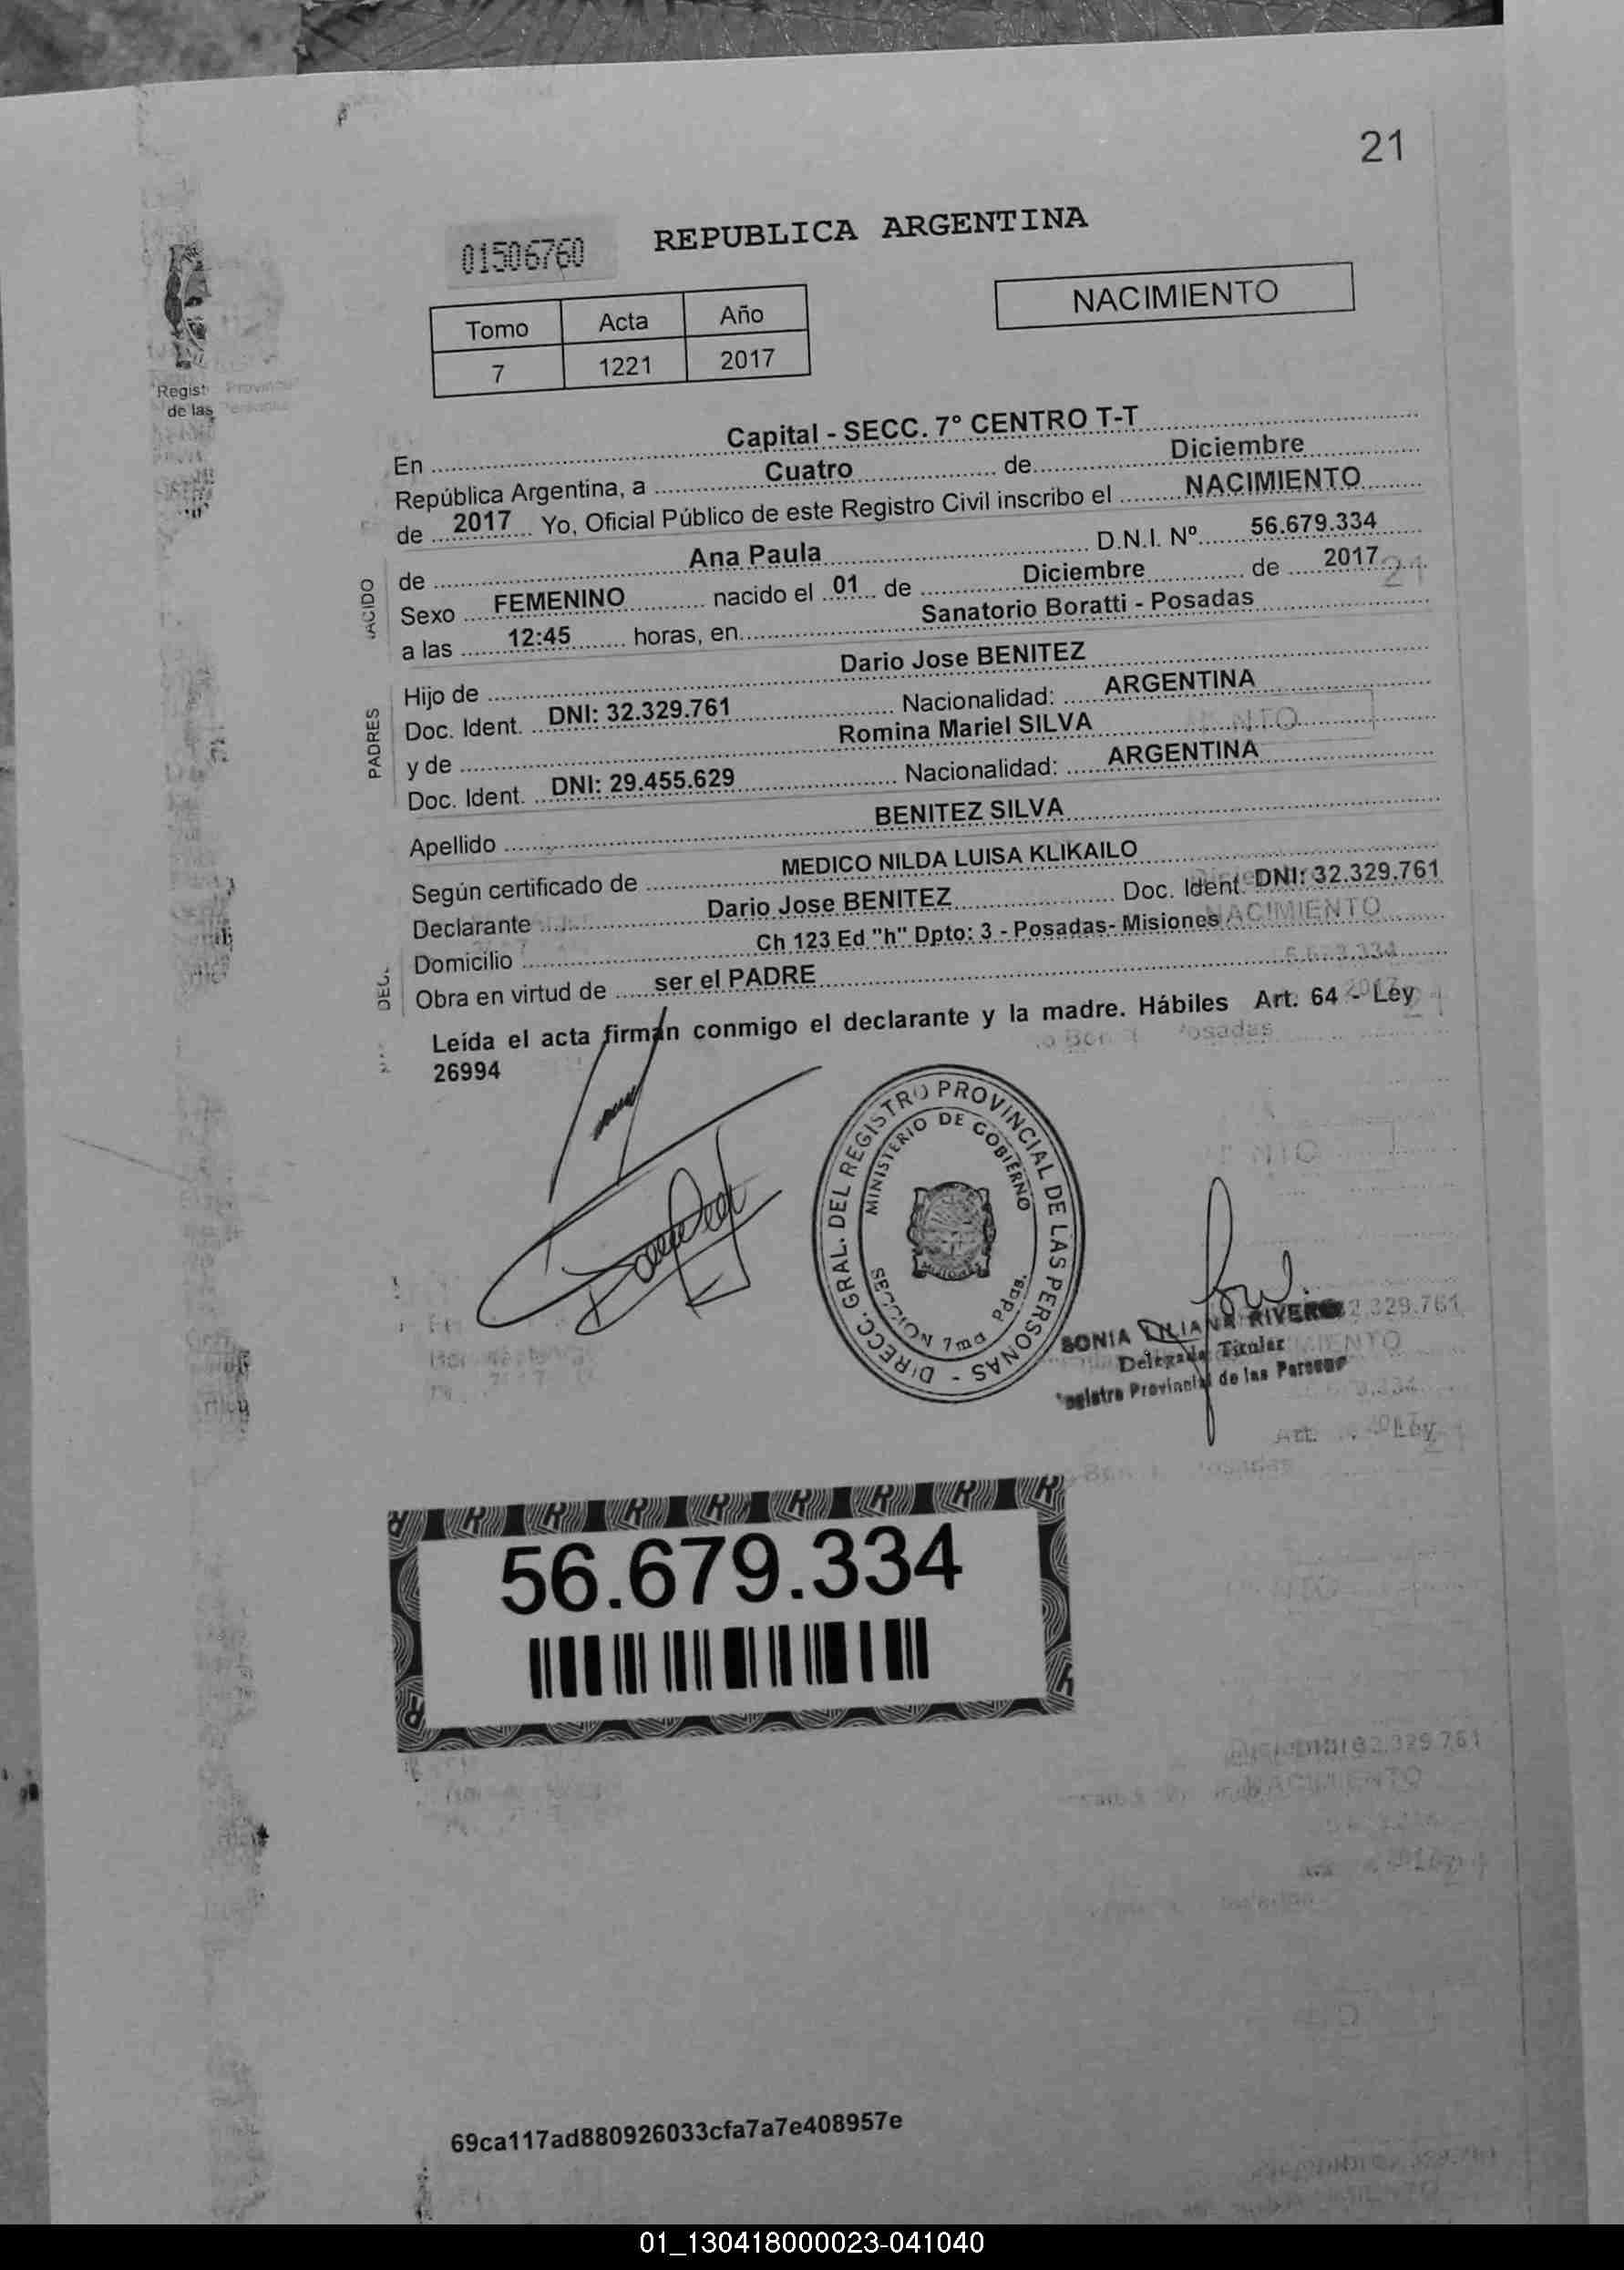 21
01506760
REPUBLICA ARGENTINA
NACIMIENTO
Tomo Acta Año
7 1221 2017
Regist
de las
En Capital - SECC. 7° CENTRO T-T
República Argentina, a Cuatro de Diciembre
de 2017 Yo, Oficial Público de este Registro Civil inscribo el NACIMIENTO
de Ana Paula D.N.I. Nº 56.679.334
Sexo FEMENINO nacido el 01 de Diciembre de 2017
a las 12:45 horas, en Sanatorio Boratti - Posadas
PADRES
Hijo de Dario Jose BENITEZ
Doc. Ident. DNI: 32.329.761 Nacionalidad: ARGENTINA
y de Romina Mariel SILVA
Doc. Ident. DNI: 29.455.629 Nacionalidad: ARGENTINA
Apellido BENITEZ SILVA
Según certificado de MEDICO NILDA LUISA KLIKAILO
Declarante Dario Jose BENITEZ Doc. Ident. DNI: 32.329.761
Domicilio Ch 123 Ed "h" Dpto: 3 - Posadas- Misiones
Obra en virtud de ser el PADRE
Leída el acta firman conmigo el declarante y la madre. Hábiles Art. 64 - Ley
26994
DIRECC. GRAL. DEL REGISTRO PROVINCIAL DE LAS PERSONAS -
MINISTERIO DE GOBIERNO
SECCION 7ma Pdas.
SONIA LILIANA RIVERO
Delegada Titular
Registro Provincial de las Personas
56.679.334
69ca117ad880926033cfa7a7e408957e
01_130418000023-041040